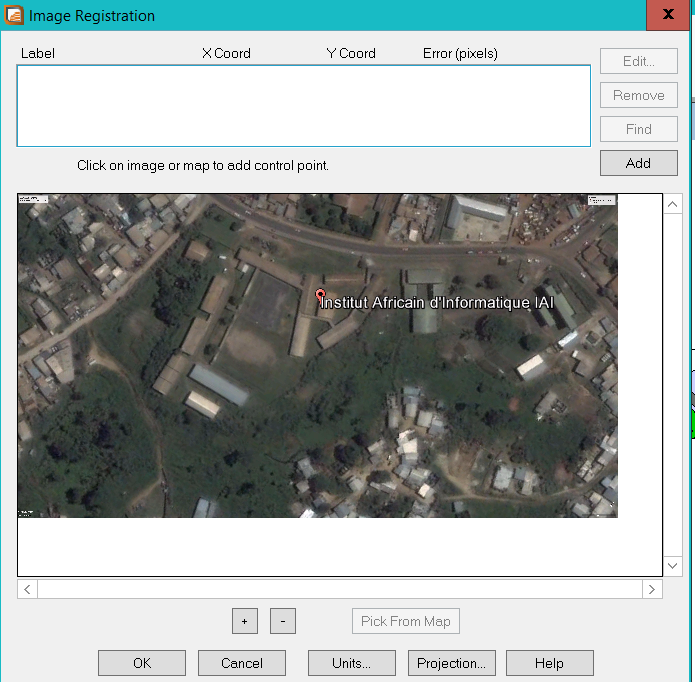 Image Registration
x
Label X Coord Y Coord Error (pixels)
Edit...
Remove
Find
Add
Click on image or map to add control point.
Institut Africain d'Informatique IAI
+ - Pick From Map
OK Cancel Units... Projection... Help